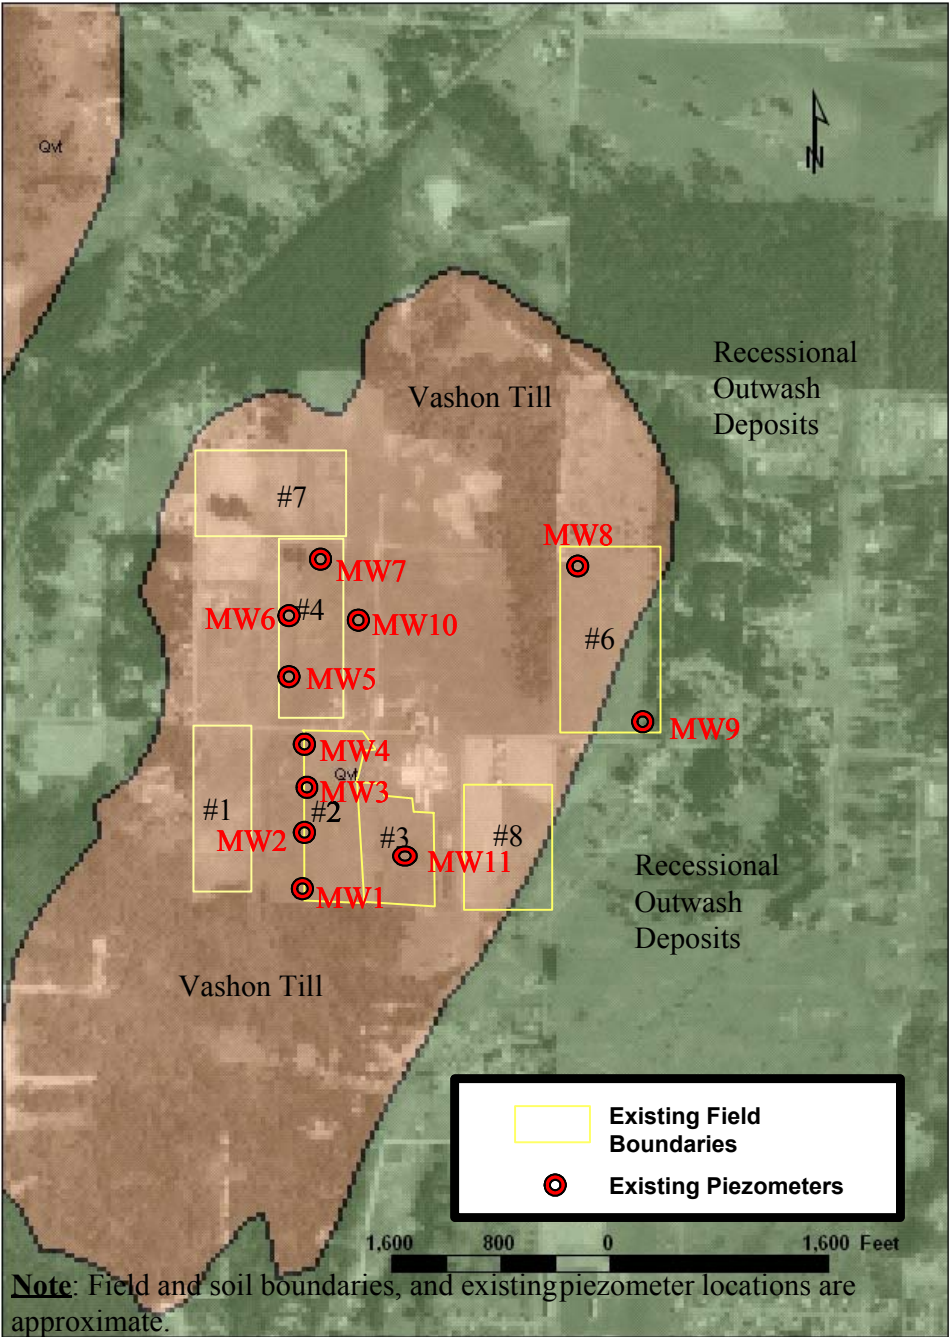 Qvt
N
Recessional
Outwash
Deposits
Vashon Till
#7
MW8
MW7
MW6
#4
MW10
#6
MW5
MW9
MW4
Qvt
MW3
#1
#2
MW2
#3
#8
MW11
MW1
Recessional
Outwash
Deposits
Vashon Till
Existing Field
Boundaries
Existing Piezometers
1,600 800 0 1,600 Feet
Note: Field and soil boundaries, and existingpiezometer locations are
approximate.